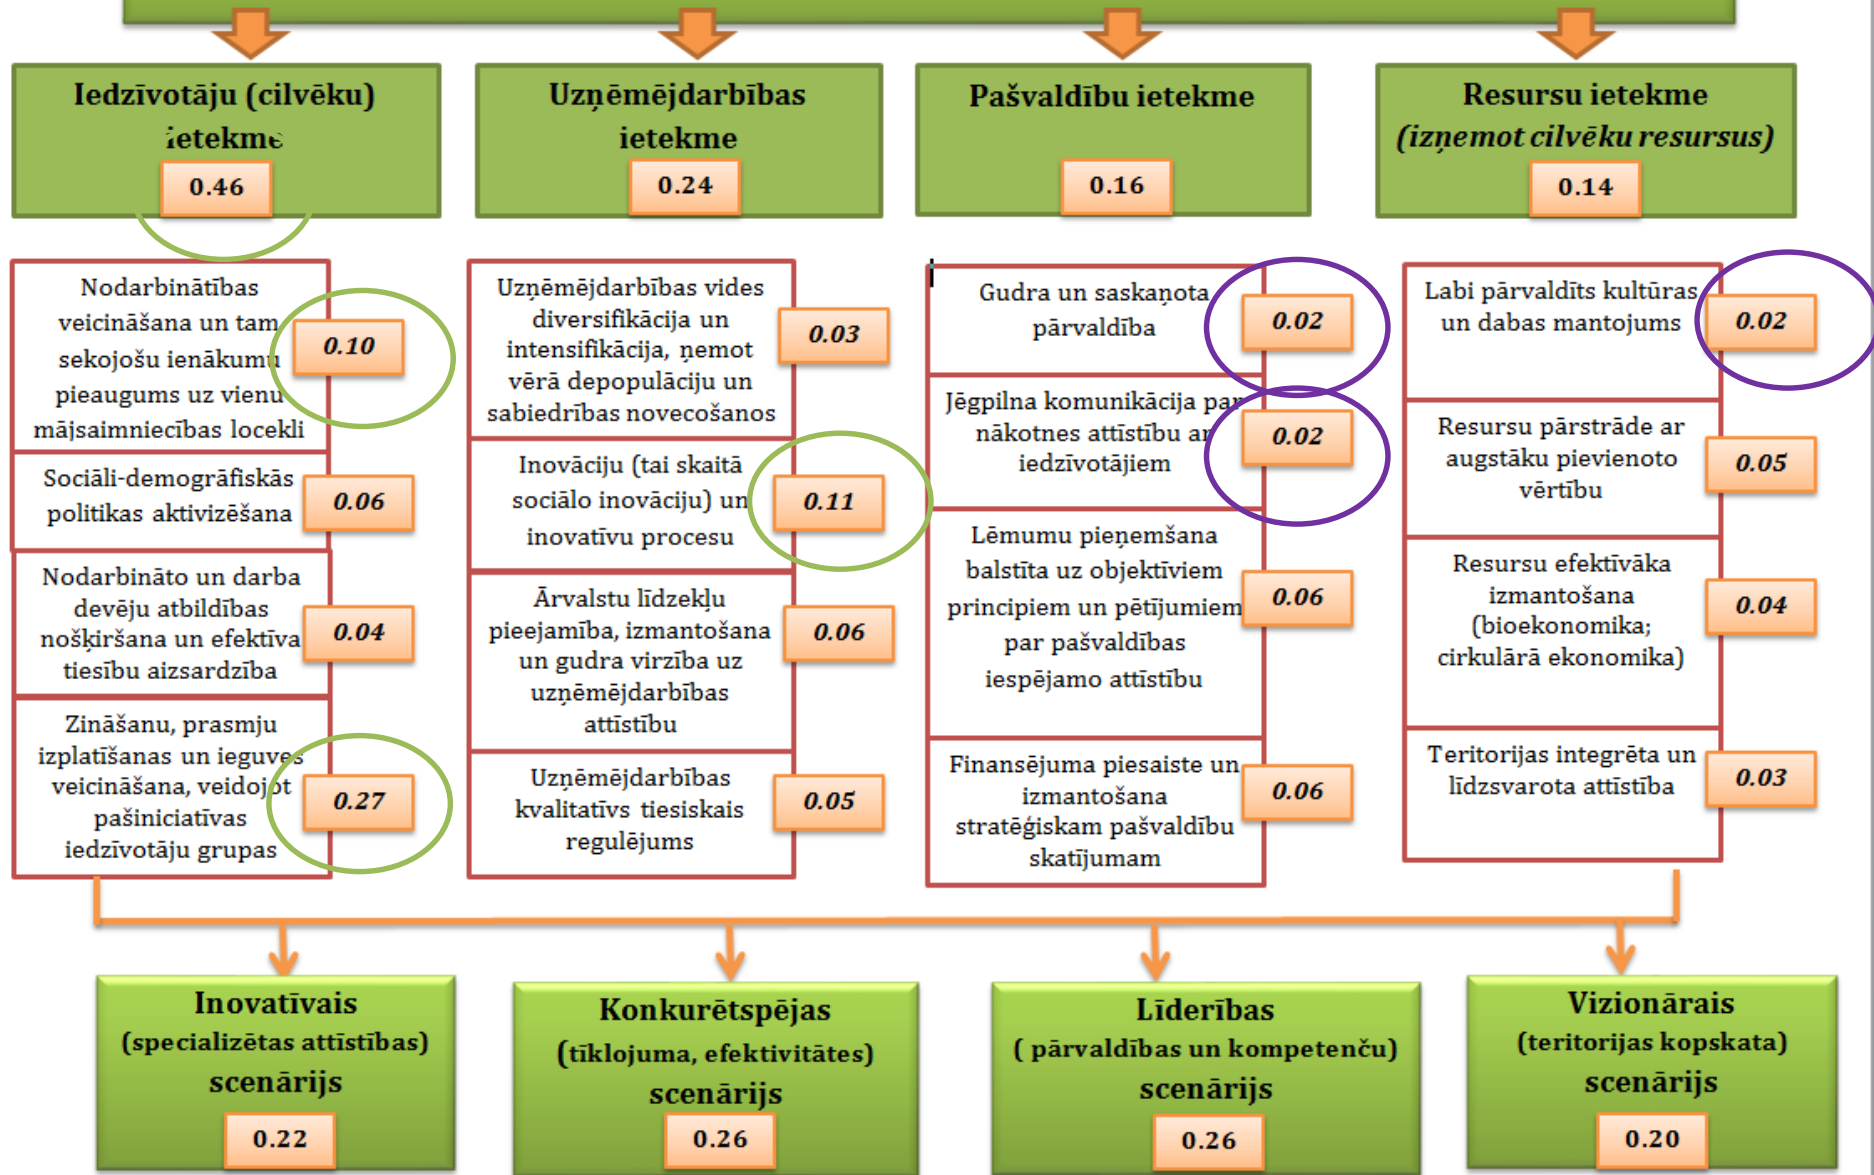 Iedzīvotāju (cilvēku)
ietekme
0.46
Uzņēmējdarbības
ietekme
0.24
Pašvaldību ietekme
0.16
Resursu ietekme
(izņemot cilvēku resursus)
0.14
Nodarbinātības
veicināšana un tam
sekojošu ienākumu
pieaugums uz vienu
mājsaimniecības locekli
0.10
Sociāli-demogrāfiskās
politikas aktivizēšana
0.06
Nodarbināto un darba
devēju atbildības
nošķiršana un efektīva
tiesību aizsardzība
0.04
Zināšanu, prasmju
izplatīšanas un ieguves
veicināšana, veidojot
pašiniciatīvas
iedzīvotāju grupas
0.27
Uzņēmējdarbības vides
diversifikācija un
intensifikācija, ņemot
vērā depopulāciju un
sabiedrības novecošanos
0.03
Inovāciju (tai skaitā
sociālo inovāciju) un
inovatīvu procesu
0.11
Ārvalstu līdzekļu
pieejamība, izmantošana
un gudra virzība uz
uzņēmējdarbības
attīstību
0.06
Uzņēmējdarbības
kvalitatīvs tiesiskais
regulējums
0.05
Gudra un saskaņota
pārvaldība
0.02
Jēgpilna komunikācija par
nākotnes attīstību ar
iedzīvotājiem
0.02
Lēmumu pieņemšana
balstīta uz objektīviem
principiem un pētījumiem
par pašvaldības
iespējamo attīstību
0.06
Finansējuma piesaiste un
izmantošana
stratēģiskam pašvaldību
skatījumam
0.06
Labi pārvaldīts kultūras
un dabas mantojums
0.02
Resursu pārstrāde ar
augstāku pievienoto
vērtību
0.05
Resursu efektīvāka
izmantošana
(bioekonomika;
cirkulārā ekonomika)
0.04
Teritorijas integrēta un
līdzsvarota attīstība
0.03
Inovatīvais
(specializētas attīstības)
scenārijs
0.22
Konkurētspējas
(tīklojuma, efektivitātes)
scenārijs
0.26
Līderības
( pārvaldības un kompetenču)
scenārijs
0.26
Vizionārais
(teritorijas kopskata)
scenārijs
0.20